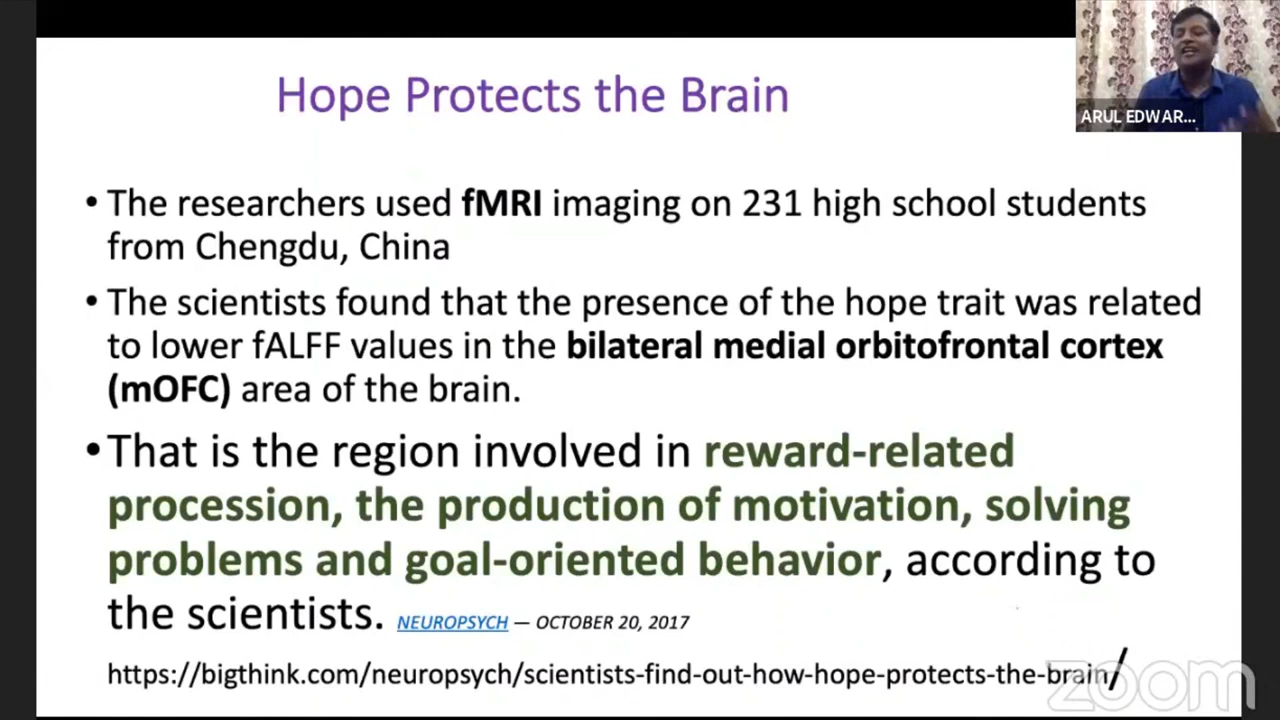 Hope Protects the Brain
ARUL EDWAR...
• The researchers used fMRI imaging on 231 high school students
from Chengdu, China
• The scientists found that the presence of the hope trait was related
to lower fALFF values in the bilateral medial orbitofrontal cortex
(mOFC) area of the brain.
• That is the region involved in reward-related
procession, the production of motivation, solving
problems and goal-oriented behavior, according to
the scientists. NEUROPSYCH — OCTOBER 20, 2017
https://bigthink.com/neuropsych/scientists-find-out-how-hope-protects-the-brain/
zoom